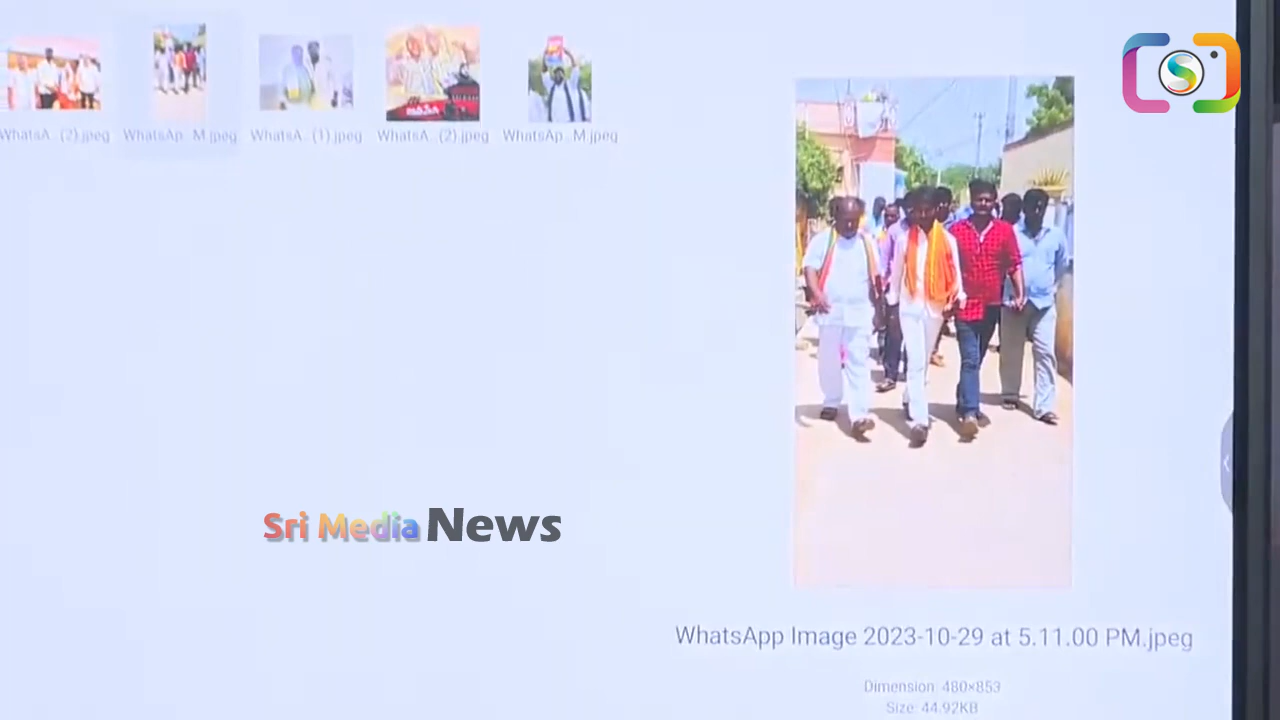 WhatsA...(2).jpeg
WhatsAp...M.jpeg
WhatsA...(1).jpeg
WhatsA...(2).jpeg
WhatsAp...M.jpeg
S
Sri Media News
WhatsApp Image 2023-10-29 at 5.11.00 PM.jpeg
Dimension: 480×853
Size: 44.92KB